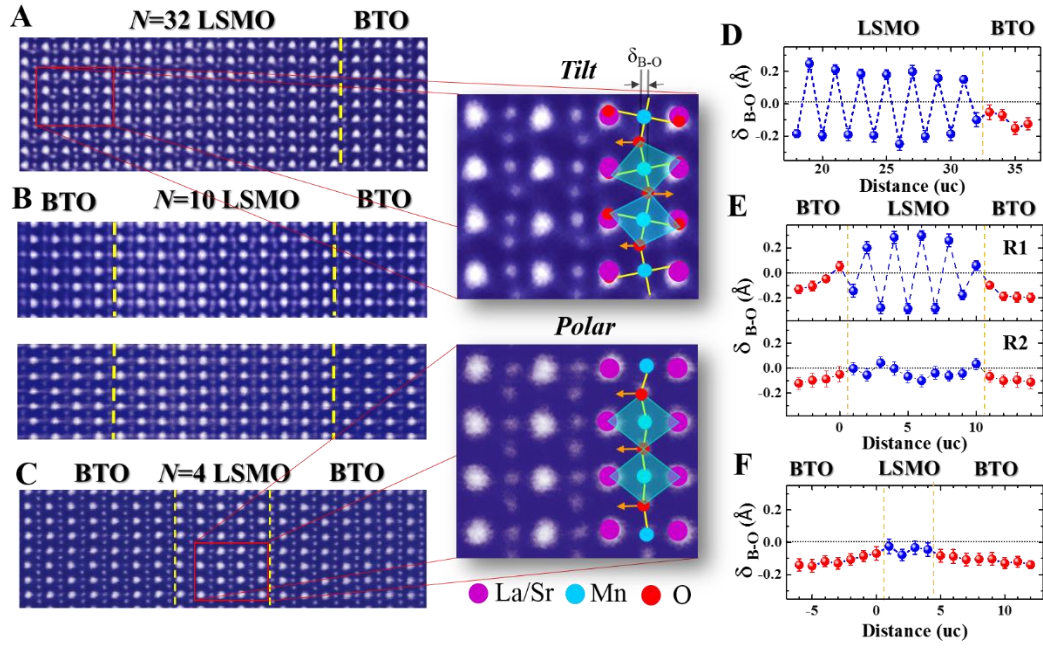 A
N=32 LSMO BTO
B
BTO N=10 LSMO BTO
C
BTO N=4 LSMO BTO
δB-O
Tilt
Polar
La/Sr Mn O
D
LSMO BTO
δ B-O (Å)
0.2
0.0
-0.2
20 25 30 35
Distance (uc)
E
BTO LSMO BTO
R1
0.2
0.0
-0.2
δ B-O (Å)
R2
0.1
0.0
-0.1
0 5 10
Distance (uc)
F
BTO LSMO BTO
δ B-O (Å)
0.2
0.0
-0.2
-5 0 5 10
Distance (uc)